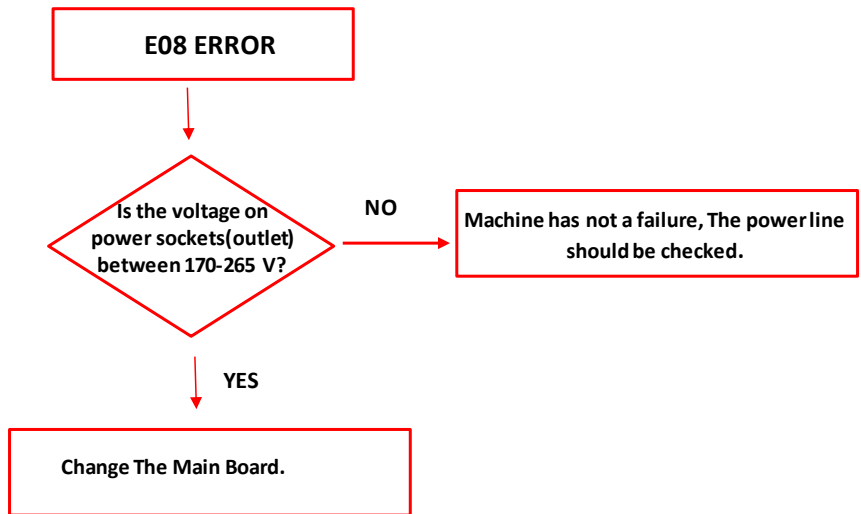 E08 ERROR
Is the voltage on
power sockets(outlet)
between 170-265 V?
NO
Machine has not a failure, The power line
should be checked.
YES
Change The Main Board.